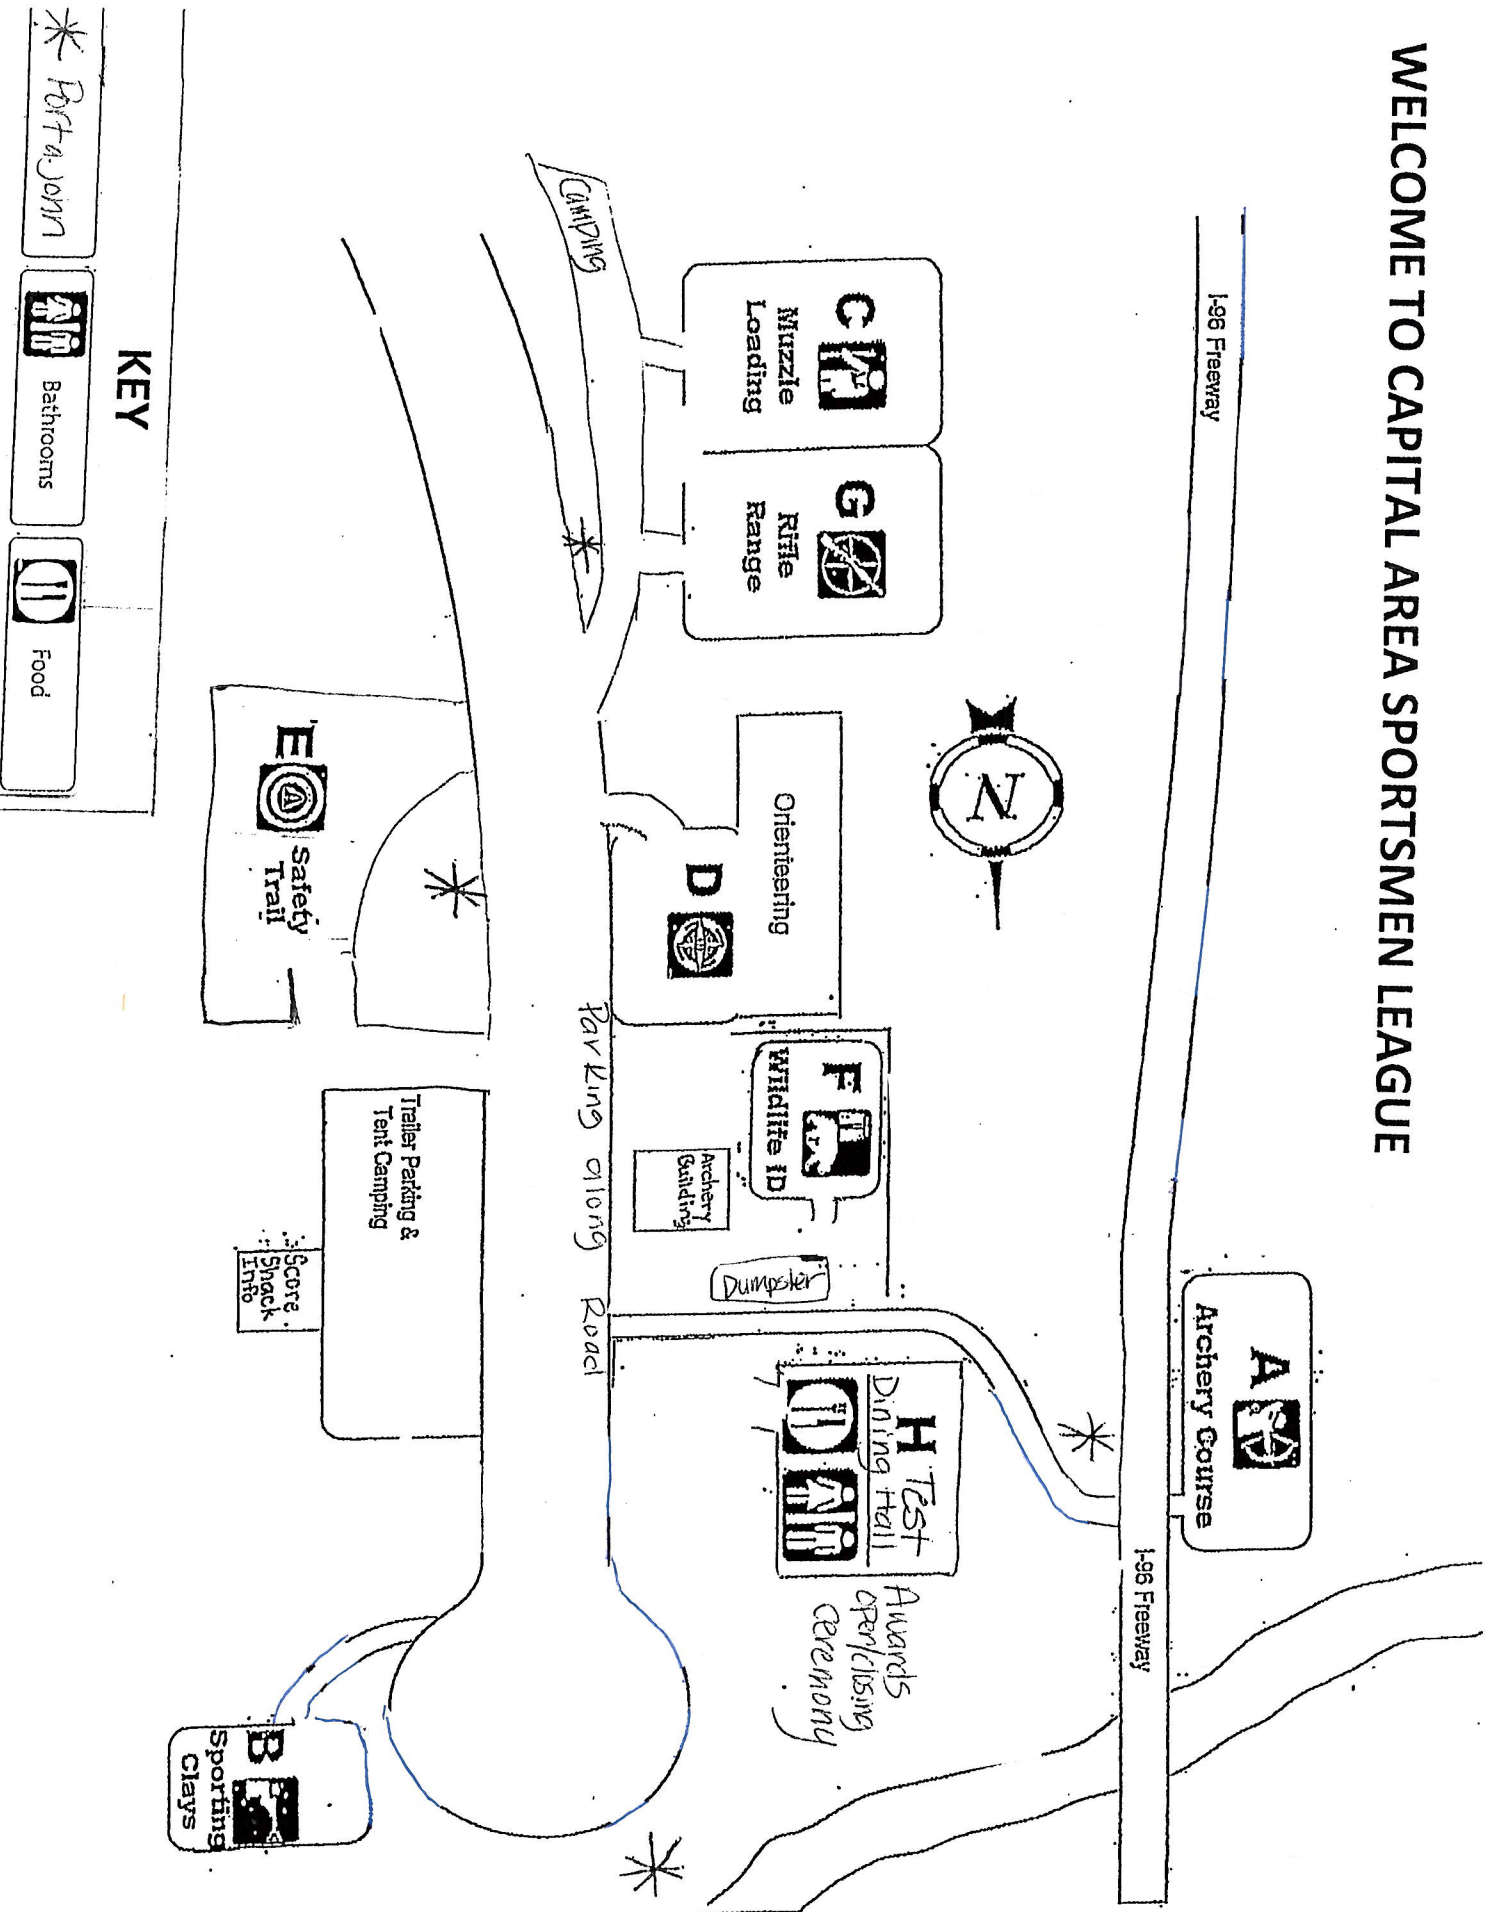 WELCOME TO CAPITAL AREA SPORTSMEN LEAGUE
I-96 Freeway
A
Archery Course
I-96 Freeway
C
Muzzle
Loading
G
Rifle
Range
N
Camping
Orienteering
D
F
Wildlife ID
Archery
Building
Dumpster
H Test
Dining Hall
Awards
open/closing
ceremony
Parking along Road
E
Safety
Trail
Trailer Parking &
Tent Camping
Score
Shack
Info
B
Sporting
Clays
KEY
Porta John
Bathrooms
Food